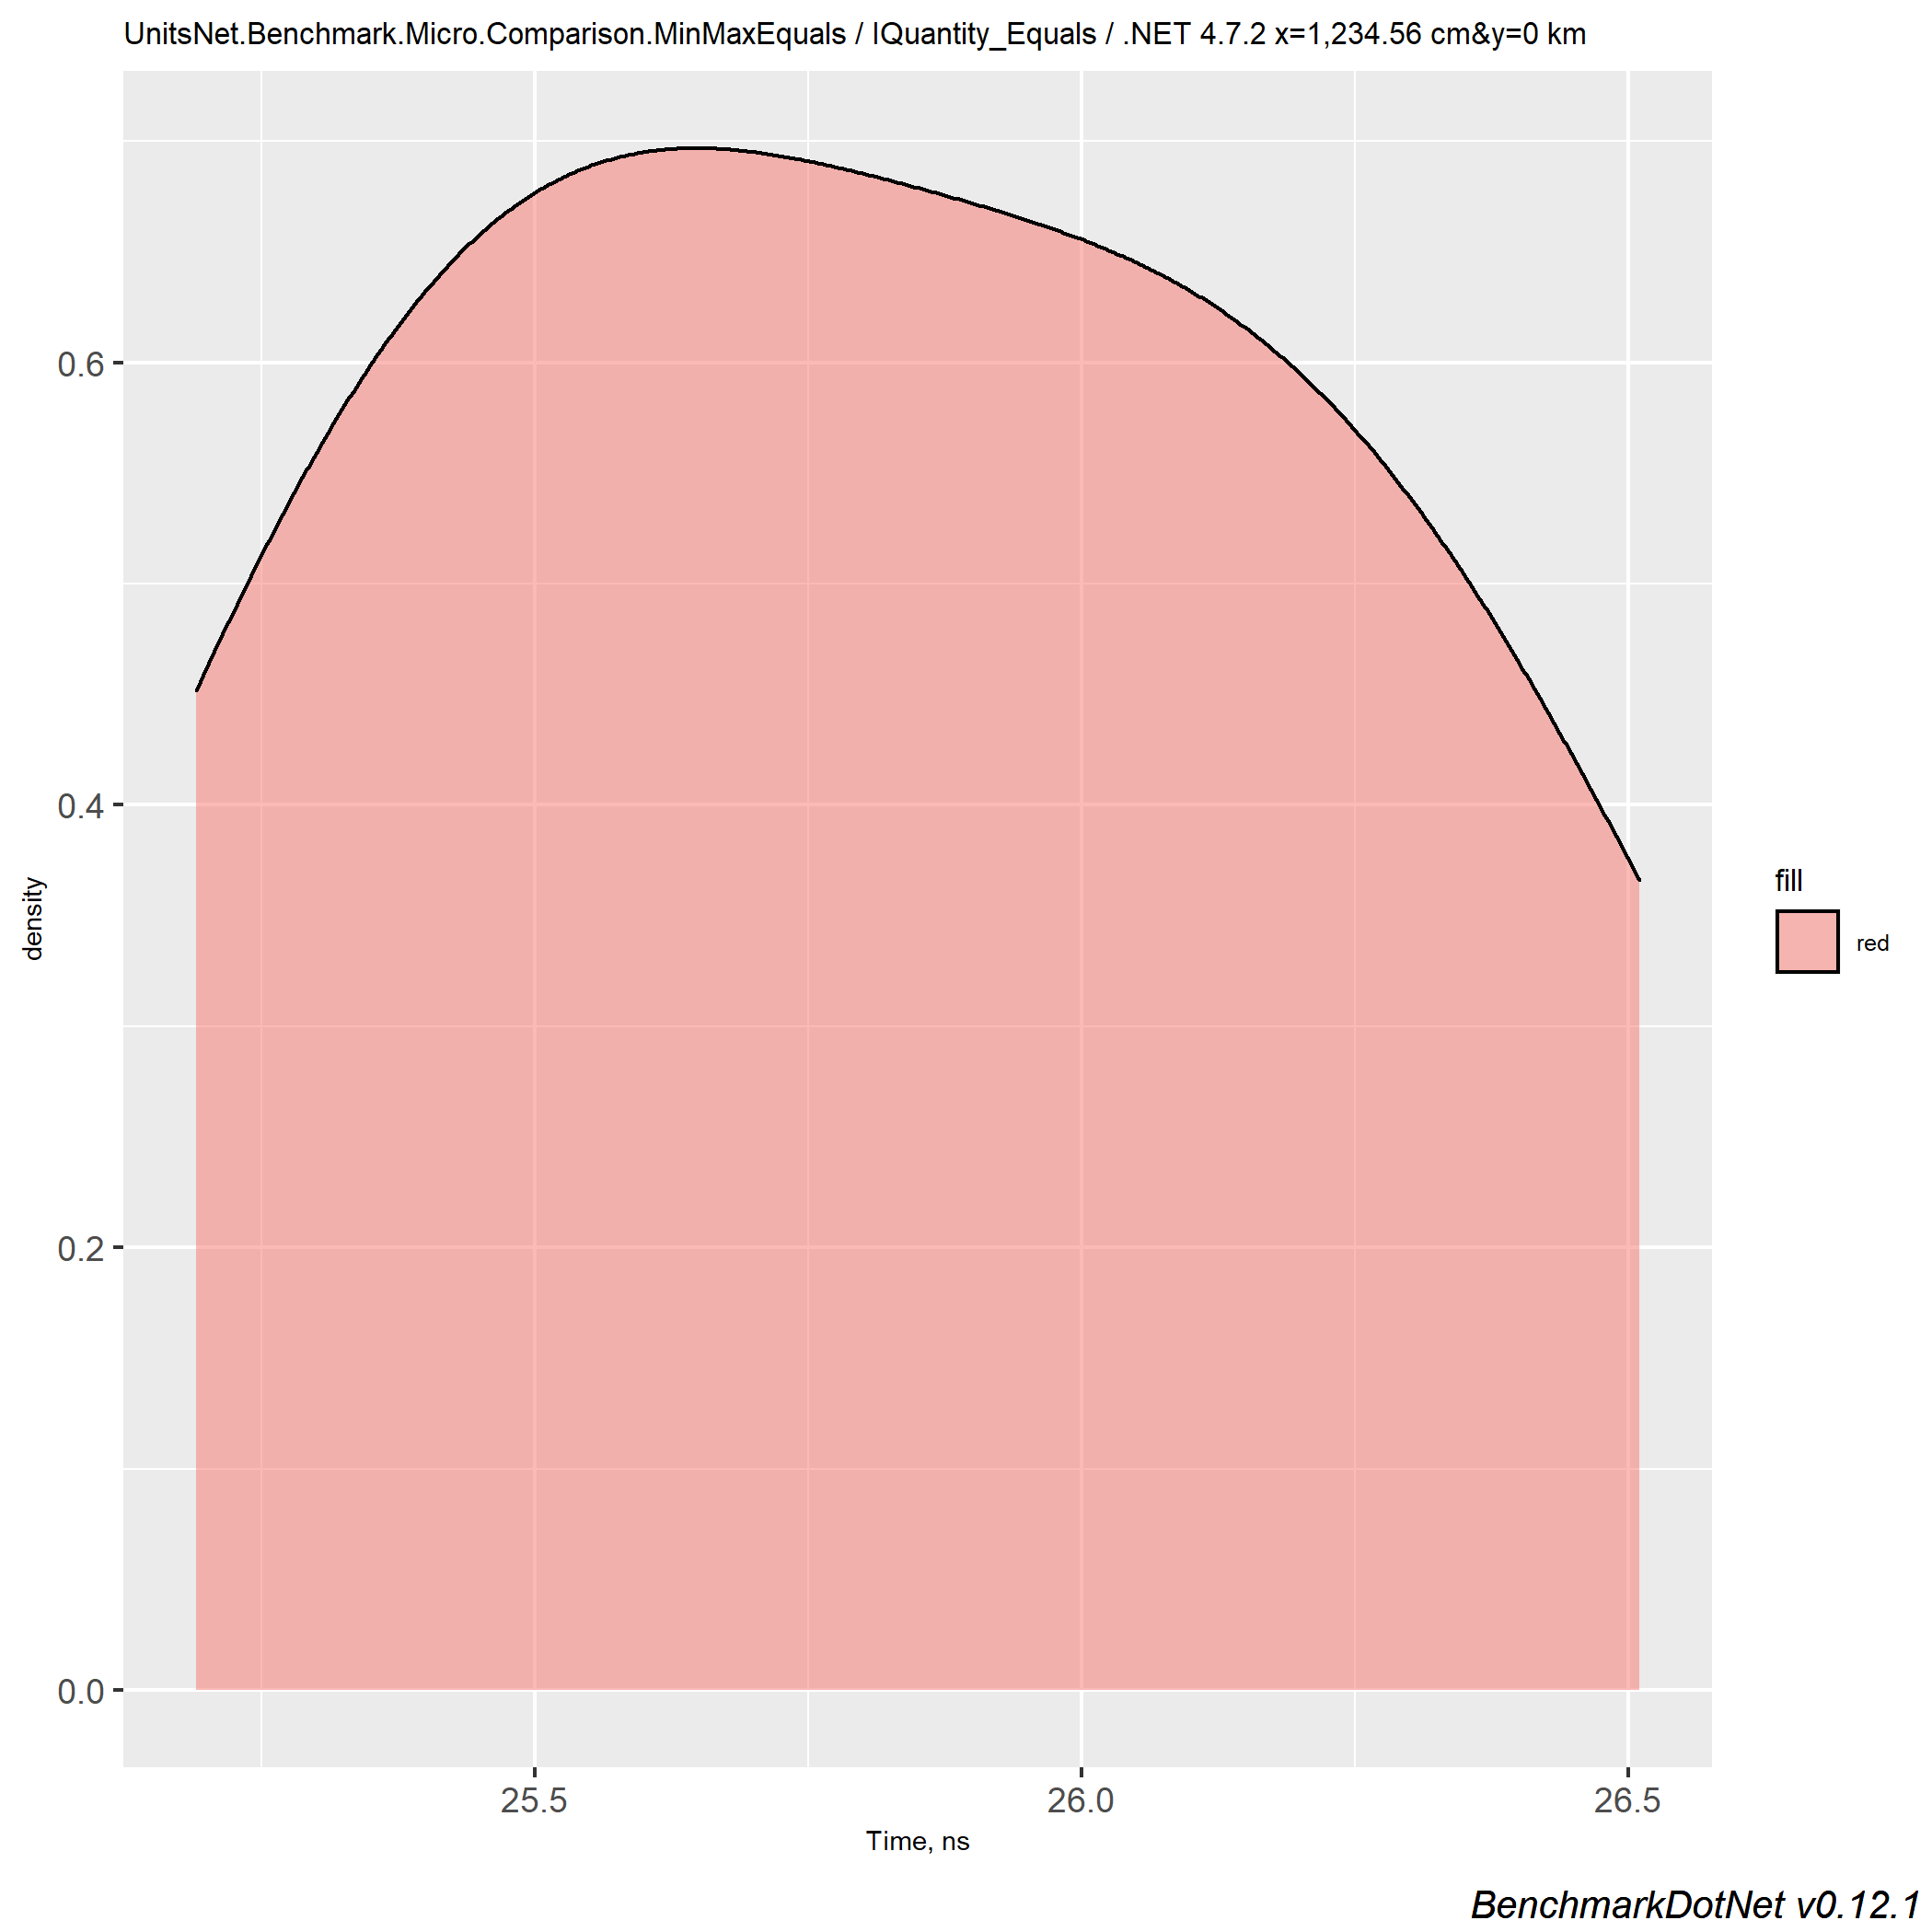 UnitsNet.Benchmark.Micro.Comparison.MinMaxEquals / IQuantity_Equals / .NET 4.7.2 x=1,234.56 cm&y=0 km
0.6
0.4
0.2
0.0
density
25.5 26.0 26.5
Time, ns
fill
red
BenchmarkDotNet v0.12.1